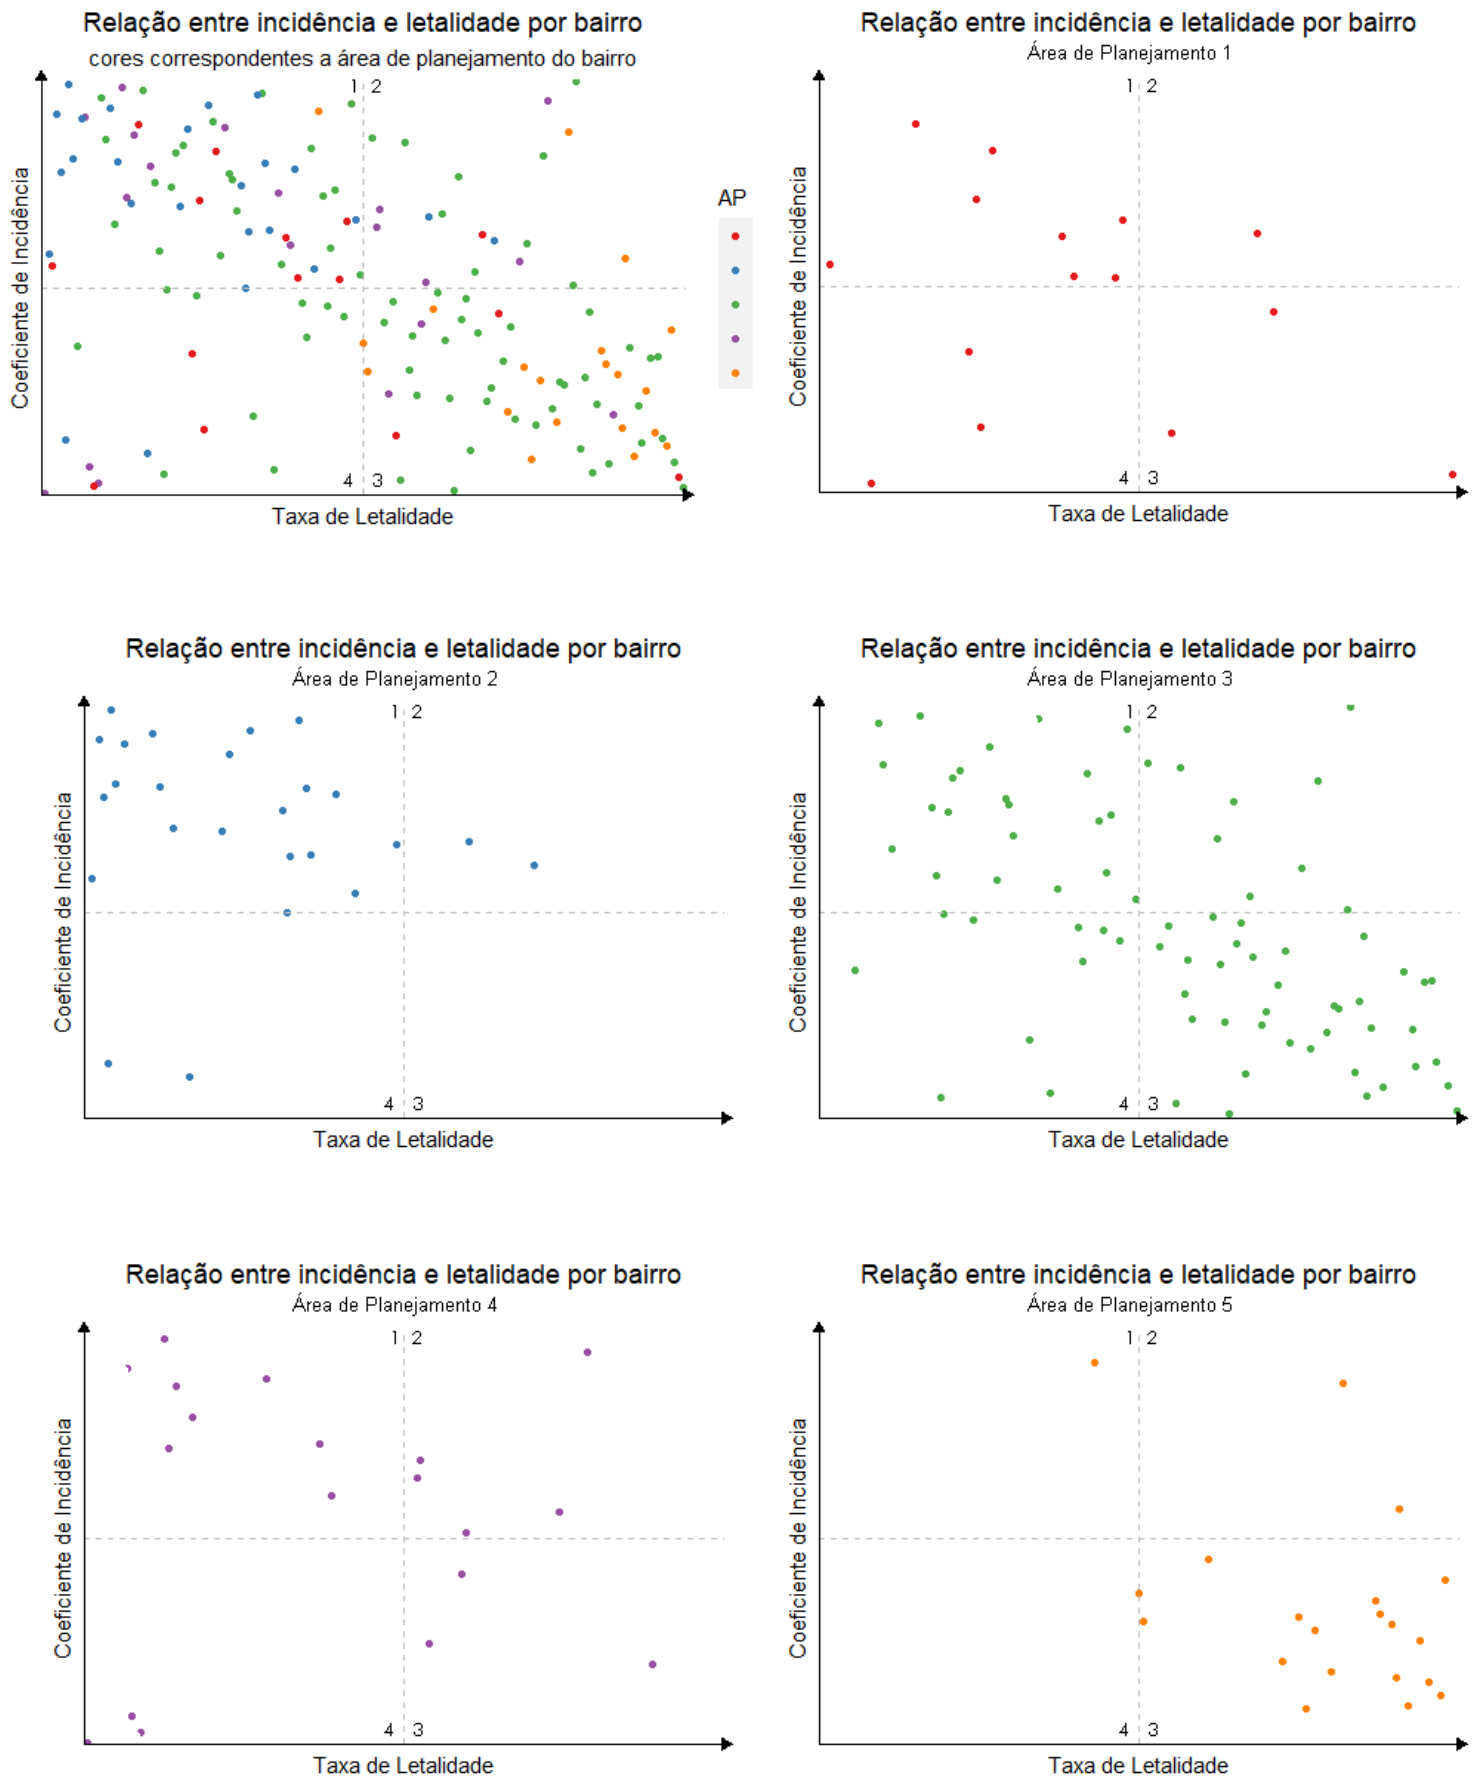 Relação entre incidência e letalidade por bairro
cores correspondentes a área de planejamento do bairro
1 2
Coeficiente de Incidência
4 3
Taxa de Letalidade
AP
Relação entre incidência e letalidade por bairro
Área de Planejamento 1
1 2
Coeficiente de Incidência
4 3
Taxa de Letalidade
Relação entre incidência e letalidade por bairro
Área de Planejamento 2
1 2
Coeficiente de Incidência
4 3
Taxa de Letalidade
Relação entre incidência e letalidade por bairro
Área de Planejamento 3
1 2
Coeficiente de Incidência
4 3
Taxa de Letalidade
Relação entre incidência e letalidade por bairro
Área de Planejamento 4
1 2
Coeficiente de Incidência
4 3
Taxa de Letalidade
Relação entre incidência e letalidade por bairro
Área de Planejamento 5
1 2
Coeficiente de Incidência
4 3
Taxa de Letalidade